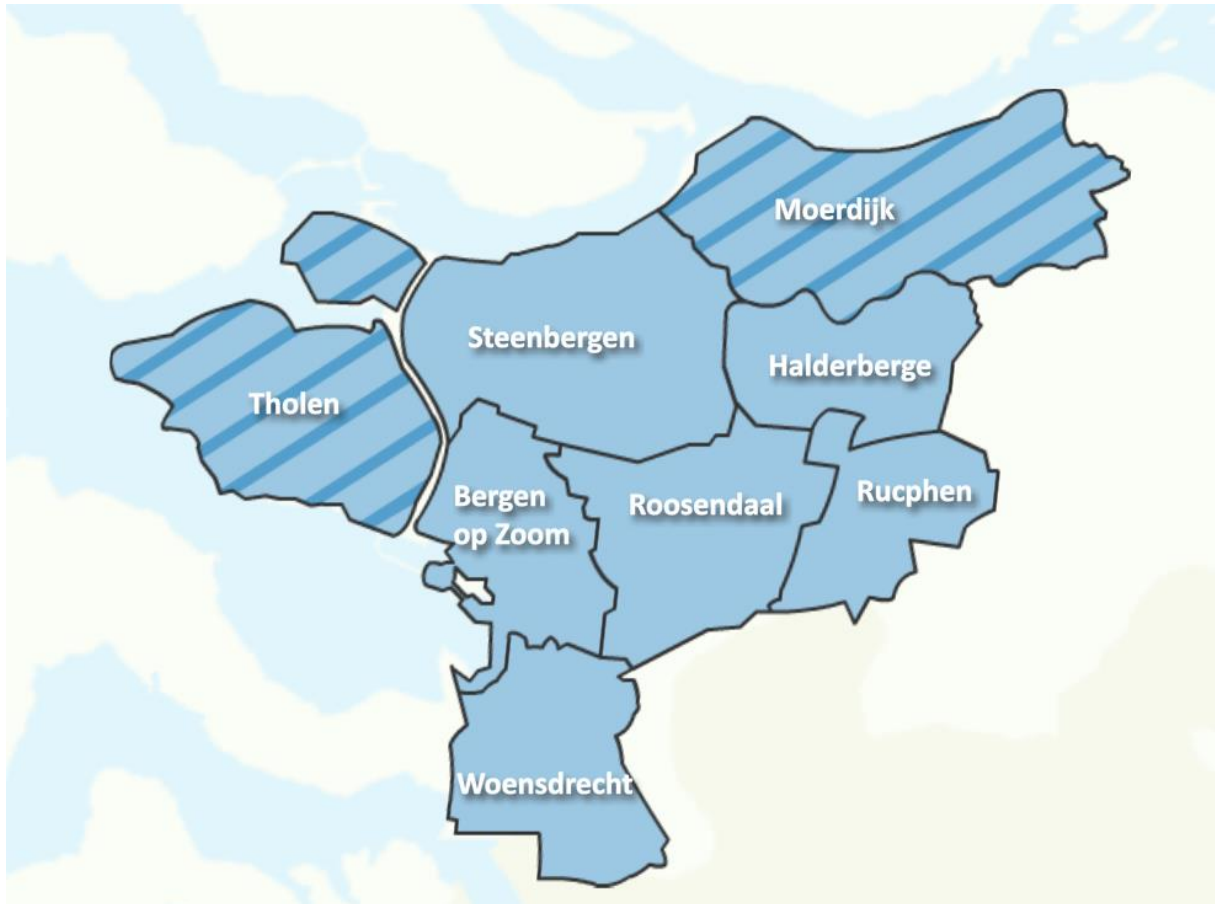 Moerdijk
Steenbergen
Halderberge
Tholen
Bergen
op Zoom
Roosendaal
Rucphen
Woensdrecht